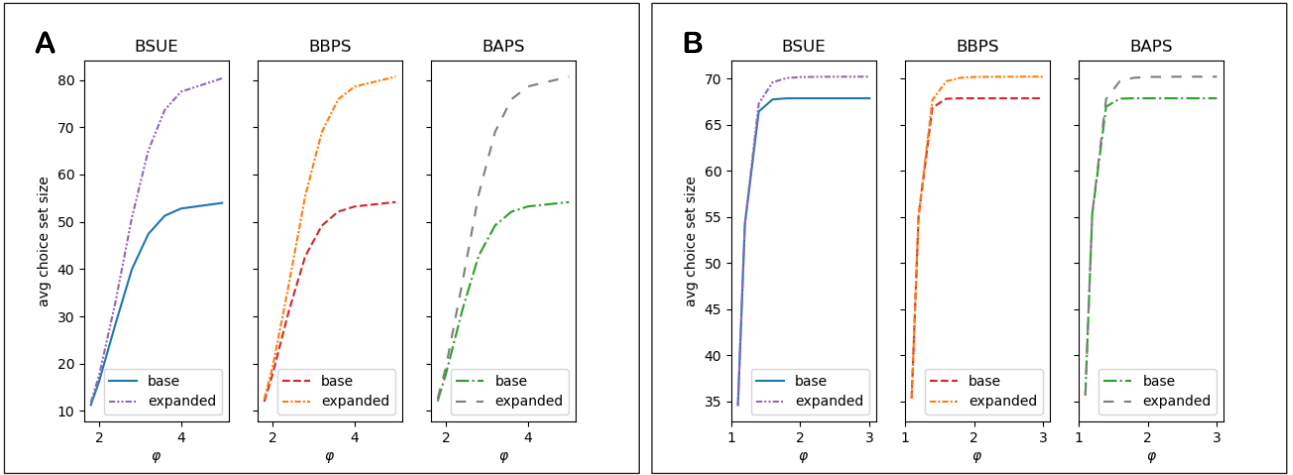 A
BSUE BBPS BAPS
avg choice set size
80
70
60
50
40
30
20
10
base
expanded
base
expanded
base
expanded
2 4 2 4 2 4
φ φ φ
B
BSUE BBPS BAPS
avg choice set size
70
65
60
55
50
45
40
35
base
expanded
base
expanded
base
expanded
1 2 3 1 2 3 1 2 3
φ φ φ